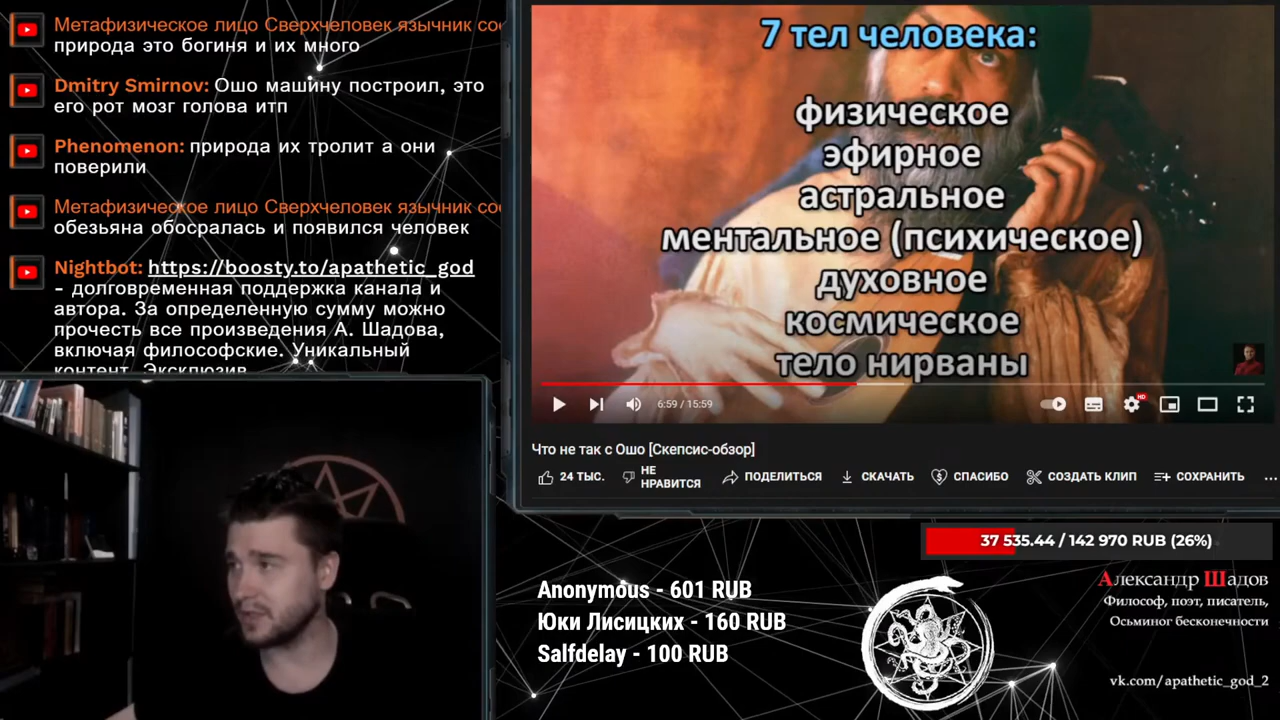 Метафизическое лицо Сверхчеловек язычник
природа это богиня и их много
Dmitry Smirnov: Ошо машину построил, это
его рот мозг голова итп
Phenomenon: природа их тролит а они
поверили
Метафизическое лицо Сверхчеловек язычник
обезьяна обосралась и появился человек
Nightbot: https://boosty.to/apathetic_god
- долговременная поддержка канала и
автора. За определенную сумму можно
прочесть все произведения А. Шадова,
включая философские. Уникальный
контент. Эксклюзив
7 тел человека:
физическое
эфирное
астральное
ментальное (психическое)
духовное
космическое
тело нирваны
6:59 / 15:59
HD
Что не так с Ошо [Скепсис-обзор]
24 ТЫС.
НЕ
НРАВИТСЯ
ПОДЕЛИТЬСЯ
СКАЧАТЬ
СПАСИБО
СОЗДАТЬ КЛИП
СОХРАНИТЬ
...
37 535.44 / 142 970 RUB (26%)
Anonymous - 601 RUB
Юки Лисицких - 160 RUB
Salfdelay - 100 RUB
Александр Шадов
Философ, поэт, писатель,
Осьминог бесконечности
vk.com/apathetic_god_2